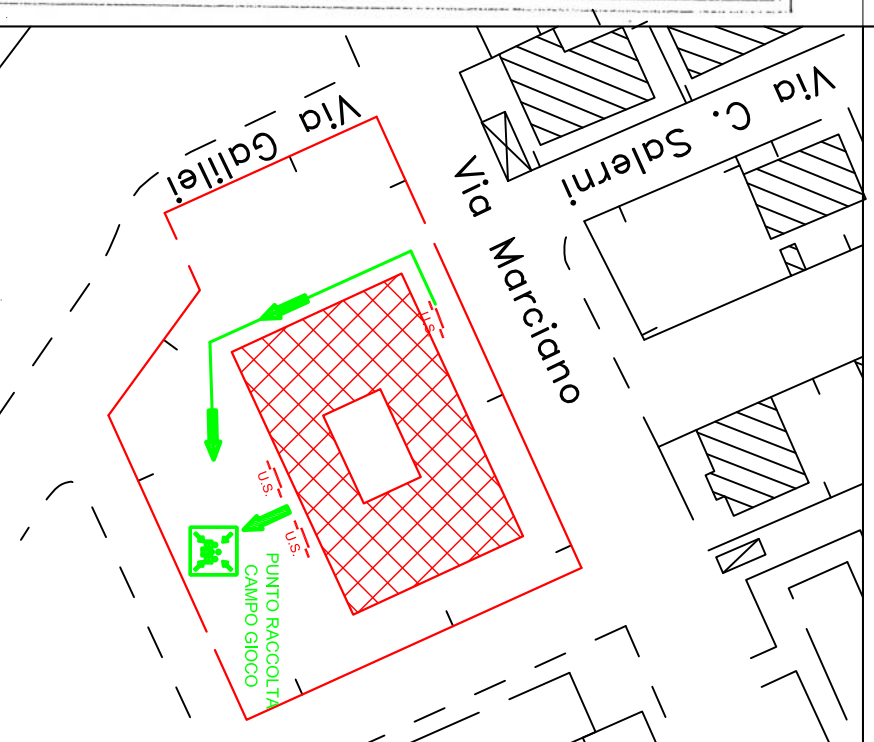 Via Galilei
Via C. Salerni
Via Marciano
U.S.
U.S.
U.S.
PUNTO RACCOLTA
CAMPO GIOCO